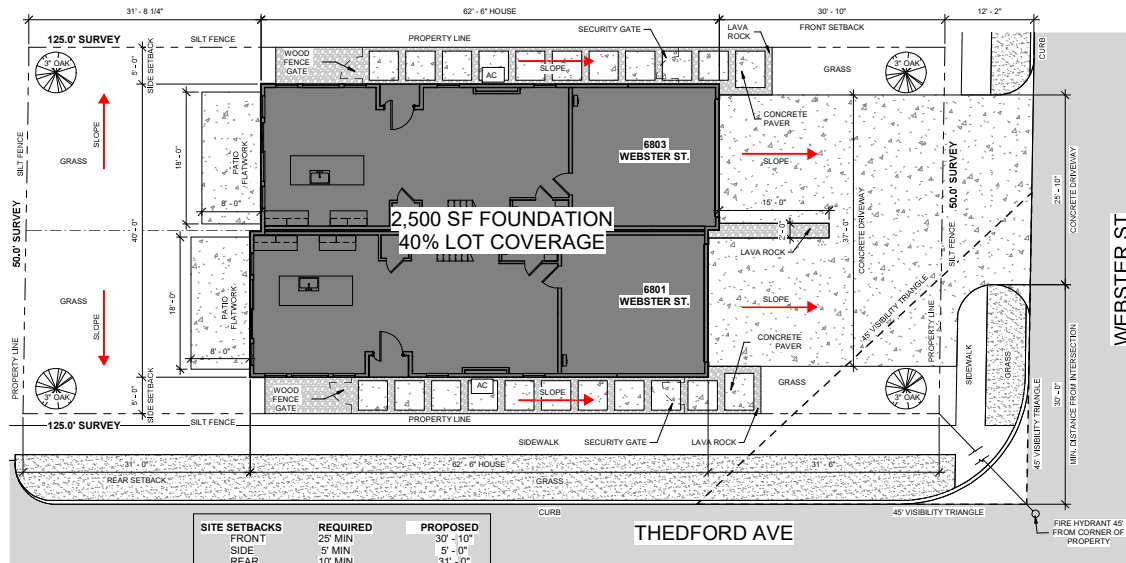 31' - 8 1/4"
62' - 6" HOUSE
30' - 10"
12' - 2"
125.0' SURVEY
SILT FENCE
PROPERTY LINE
SECURITY GATE
LAVA
ROCK
FRONT SETBACK
CURB
3" OAK
5' - 0"
SIDE SETBACK
WOOD
FENCE
GATE
AC
SLOPE
GRASS
3" OAK
CONCRETE
PAVER
SILT FENCE
SLOPE
GRASS
18' - 0"
PATIO
FLATWORK
8' - 0"
6803
WEBSTER ST.
SLOPE
50.0' SURVEY
25' - 10"
CONCRETE DRIVEWAY
15' - 0"
2' - 0"
37' - 0"
CONCRETE DRIVEWAY
LAVA ROCK
SILT FENCE
2,500 SF FOUNDATION
40% LOT COVERAGE
50.0' SURVEY
40' - 0"
WEBSTER ST
GRASS
SLOPE
18' - 0"
PATIO
FLATWORK
8' - 0"
6801
WEBSTER ST.
SLOPE
45' VISIBILITY TRIANGLE
PROPERTY LINE
CONCRETE
PAVER
SIDEWALK
GRASS
PROPERTY LINE
3" OAK
5' - 0"
SIDE SETBACK
WOOD
FENCE
GATE
AC
SLOPE
GRASS
3" OAK
45' VISIBILITY TRIANGLE
30' - 0"
MIN. DISTANCE FROM INTERSECTION
125.0' SURVEY
SILT FENCE
PROPERTY LINE
SIDEWALK
SECURITY GATE
LAVA ROCK
31' - 0"
62' - 6" HOUSE
31' - 6"
REAR SETBACK
GRASS
CURB
45' VISIBILITY TRIANGLE
THEDFORD AVE
FIRE HYDRANT 45'
FROM CORNER OF
PROPERTY
SITE SETBACKS REQUIRED PROPOSED
FRONT 25' MIN 30' - 10"
SIDE 5' MIN 5' - 0"
REAR 10' MIN 31' - 0"